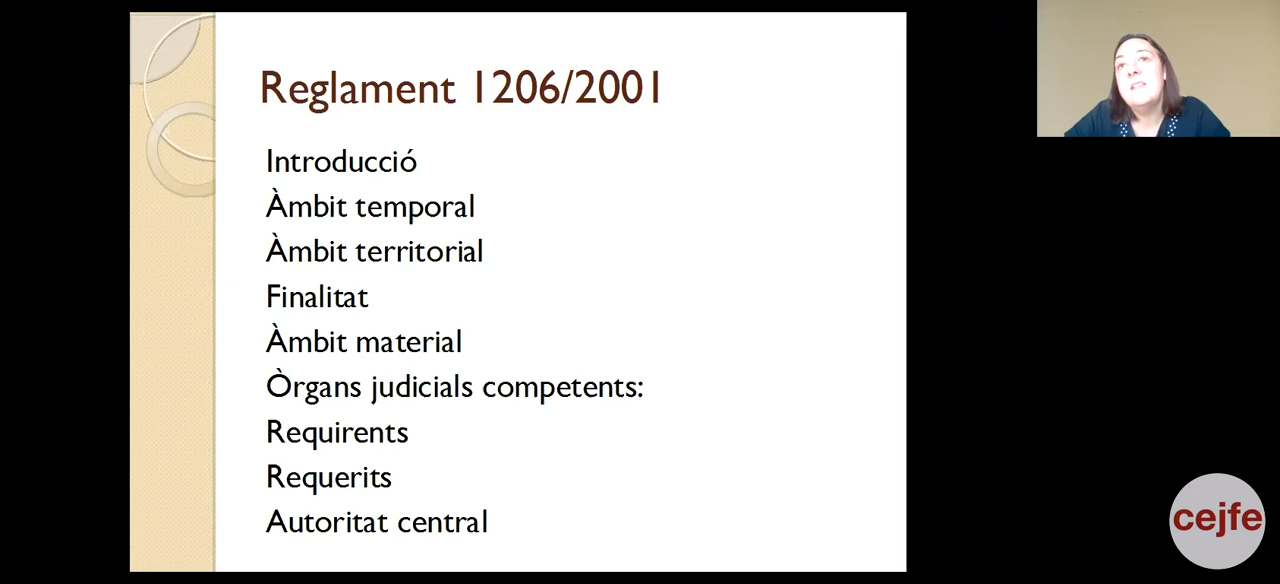 Reglament 1206/2001
Introducció
Àmbit temporal
Àmbit territorial
Finalitat
Àmbit material
Òrgans judicials competents:
Requirents
Requerits
Autoritat central
cejfe